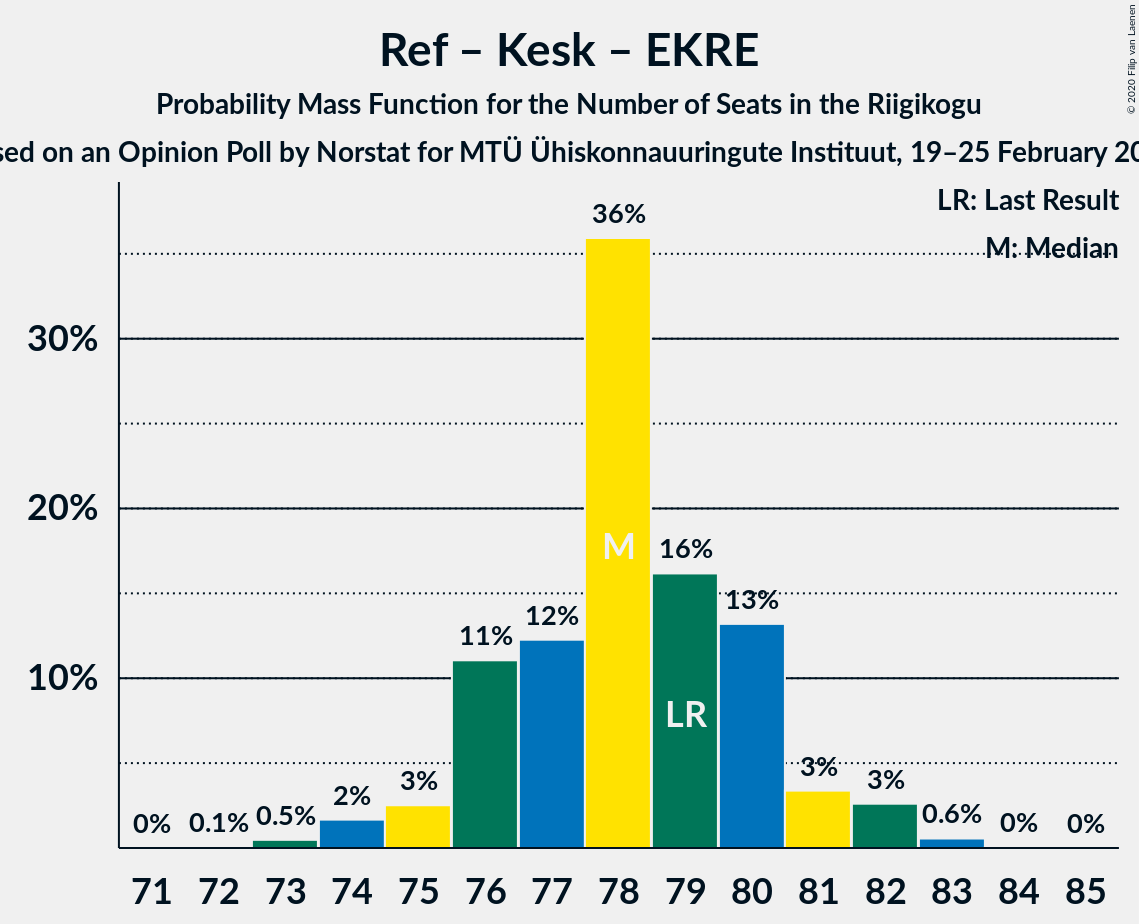 Ref – Kesk – EKRE
Probability Mass Function for the Number of Seats in the Riigikogu
on an Opinion Poll by Norstat for MTÜ Ühiskonnauuringute Instituut, 19–25 February
© 2020 Filip van Laenen
LR: Last Result
M: Median
36%
30%
20%
10%
M
16%
13%
12%
11%
LR
3%
3%
3%
2%
0.5%
0.6%
0%
0.1%
0%
0%
71 72 73 74 75 76 77 78 79 80 81 82 83 84 85